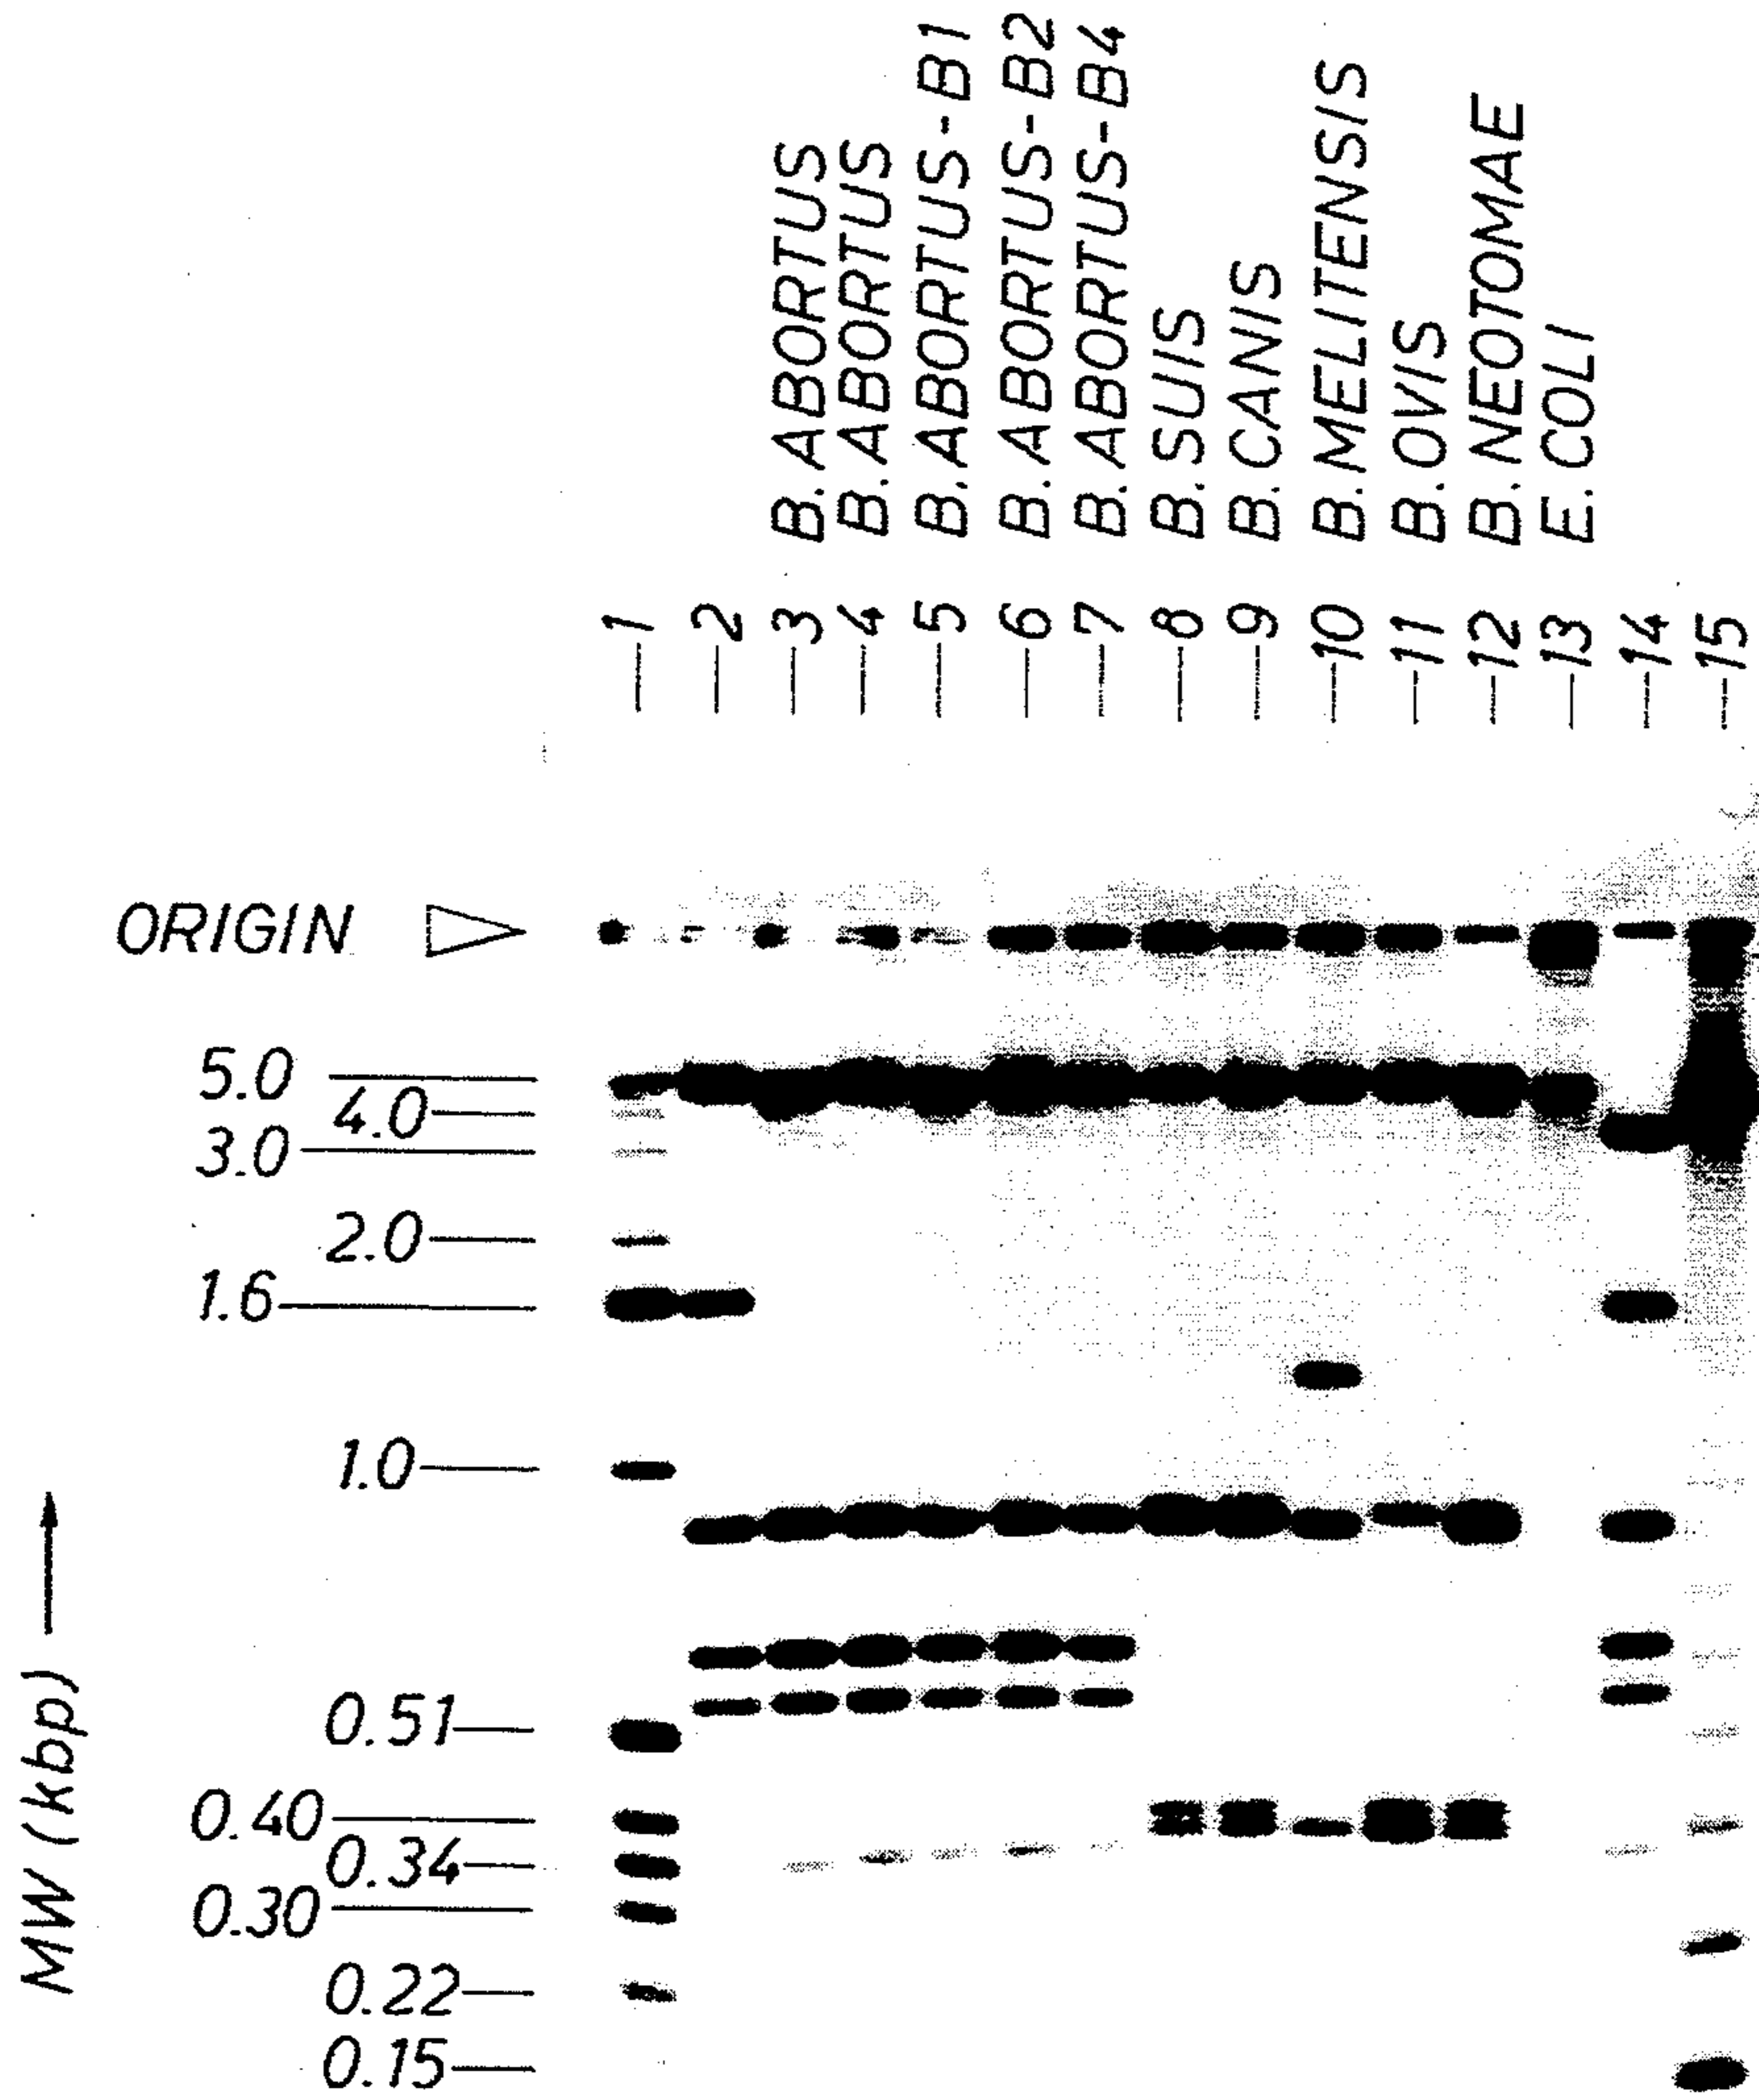 B. ABORTUS
B. ABORTUS
B. ABORTUS-B1
B. ABORTUS-B2
B. ABORTUS-B4
B. SUIS
B. CANIS
B. MELITENSIS
B. OVIS
B. NEOTOMAE
E. COLI
1
2
3
4
5
6
7
8
9
10
11
12
13
14
15
ORIGIN
5.0
4.0
3.0
2.0
1.6
1.0
0.51
0.40
0.34
0.30
0.22
0.15
MW (kbp)